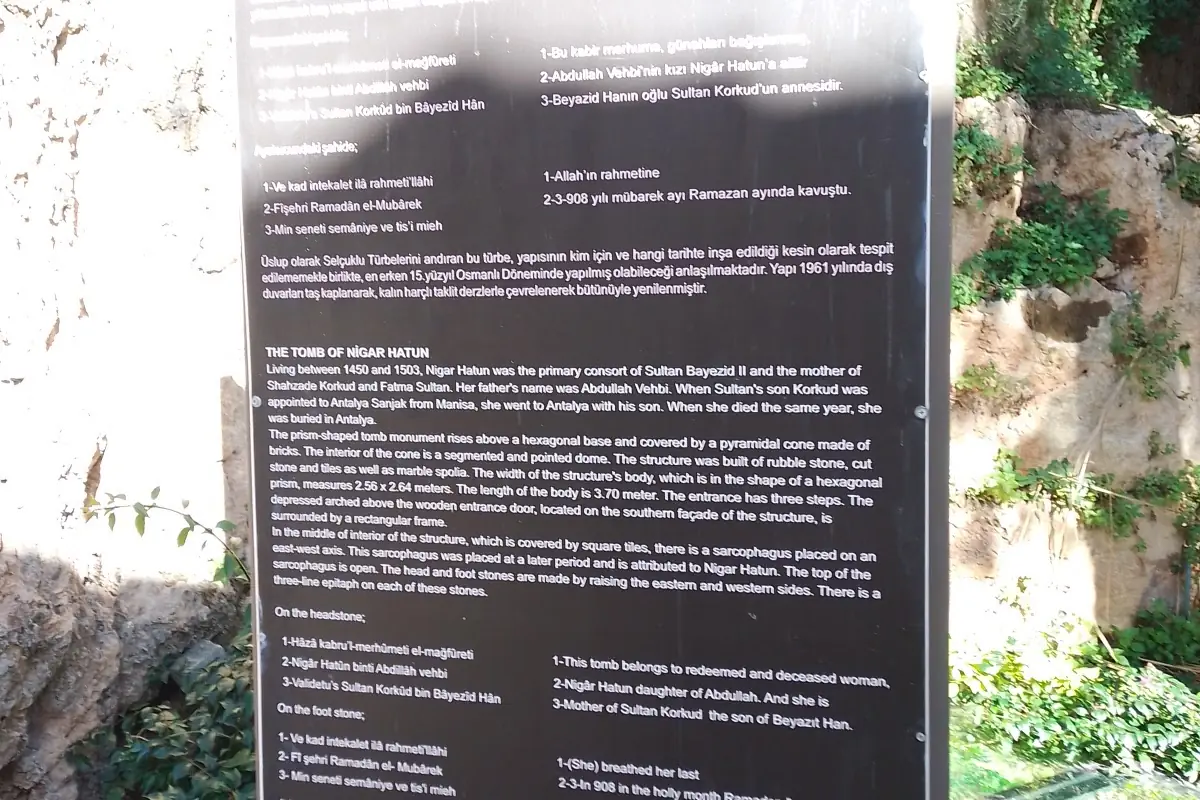 1-Bu kabir merhume, günahları bağışlanmış,
kabru'l-merhûmeti el-mağfûreti
2-Abdullah Vehbi'nin kızı Nigâr Hatun'a aittir
Hatûn binti Abdillâh vehbi
3-Beyazid Hanın oğlu Sultan Korkud'un annesidir.
3-Validetu's Sultan Korkûd bin Bâyezîd Hân
Ayakucundaki şahide;
1-Ve kad intekalet ilâ rahmeti'llâhi
1-Allah'ın rahmetine
2-Fîşehri Ramadân el-Mubârek
2-3-908 yılı mübarek ayı Ramazan ayında kavuştu.
3-Min seneti semâniye ve tis'i mieh
Üslup olarak Selçuklu Türbelerini andıran bu türbe, yapısının kim için ve hangi tarihte inşa edildiği kesin olarak tespit
edilememekle birlikte, en erken 15.yüzyıl Osmanlı Döneminde yapılmış olabileceği anlaşılmaktadır. Yapı 1961 yılında dış
duvarları taş kaplanarak, kalın harçlı taklit derzlerle çevrelenerek bütünüyle yenilenmiştir.
THE TOMB OF NİGAR HATUN
Living between 1450 and 1503, Nigar Hatun was the primary consort of Sultan Bayezid II and the mother of
Shahzade Korkud and Fatma Sultan. Her father's name was Abdullah Vehbi. When Sultan's son Korkud was
appointed to Antalya Sanjak from Manisa, she went to Antalya with his son. When she died the same year, she
was buried in Antalya.
The prism-shaped tomb monument rises above a hexagonal base and covered by a pyramidal cone made of
bricks. The interior of the cone is a segmented and pointed dome. The structure was built of rubble stone, cut
stone and tiles as well as marble spolia. The width of the structure's body, which is in the shape of a hexagonal
prism, measures 2.56 x 2.64 meters. The length of the body is 3.70 meter. The entrance has three steps. The
depressed arched above the wooden entrance door, located on the southern façade of the structure, is
surrounded by a rectangular frame.
In the middle of interior of the structure, which is covered by square tiles, there is a sarcophagus placed on an
east-west axis. This sarcophagus was placed at a later period and is attributed to Nigar Hatun. The top of the
sarcophagus is open. The head and foot stones are made by raising the eastern and western sides. There is a
three-line epitaph on each of these stones.
On the headstone;
1-Hâzâ kabru'l-merhûmeti el-mağfûreti
1-This tomb belongs to redeemed and deceased woman,
2-Nigâr Hatûn binti Abdillâh vehbi
2-Nigâr Hatun daughter of Abdullah. And she is
3-Validetu's Sultan Korkûd bin Bâyezîd Hân
3-Mother of Sultan Korkud the son of Beyazıt Han.
On the foot stone;
1- Ve kad intekalet ilâ rahmeti'llâhi
1-(She) breathed her last
2- Fî şehri Ramadân el- Mubârek
2-3-In 908 in the holly month
3- Min seneti semâniye ve tis'i mieh